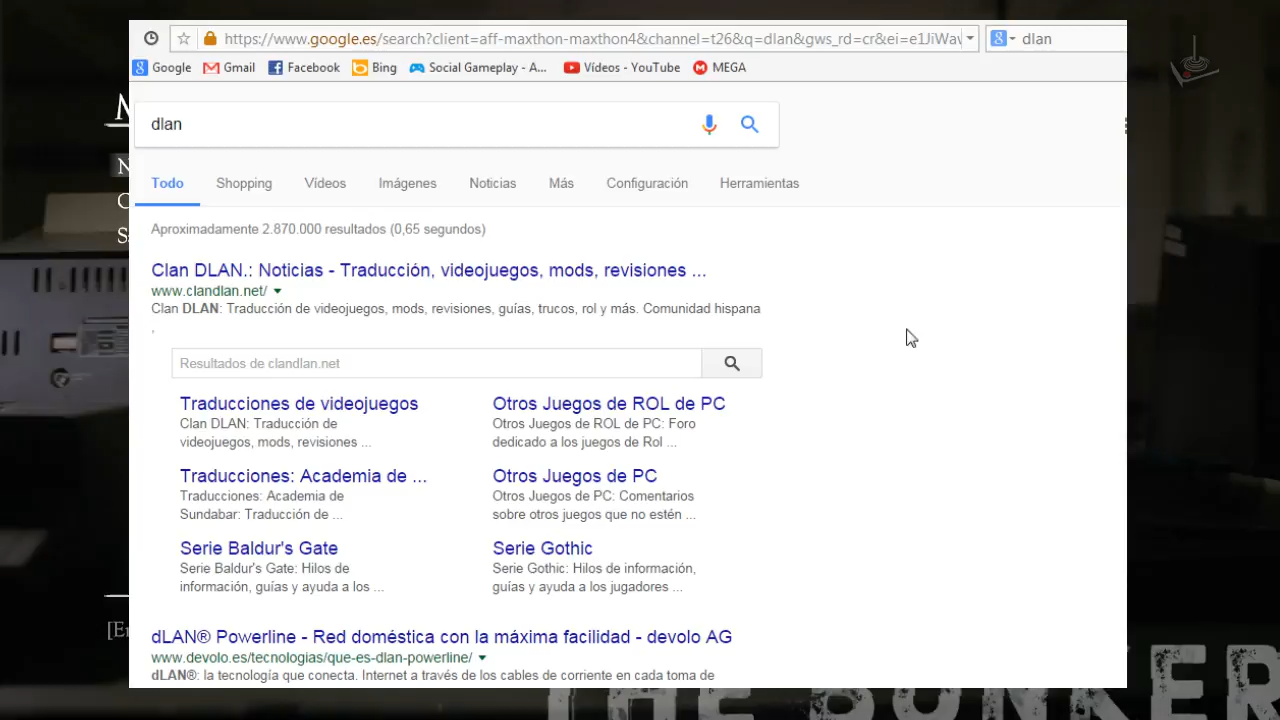 https://www.google.es/search?client=aff-maxthon-maxthon4&channel=t26&q=dlan&gws_rd=cr&ei=e1JiWav
dlan
Google Gmail Facebook Bing Social Gameplay - A... Vídeos - YouTube MEGA
dlan
Todo Shopping Vídeos Imágenes Noticias Más Configuración Herramientas
Aproximadamente 2.870.000 resultados (0,65 segundos)
Clan DLAN.: Noticias - Traducción, videojuegos, mods, revisiones ...
www.clandlan.net/
Clan DLAN: Traducción de videojuegos, mods, revisiones, guías, trucos, rol y más. Comunidad hispana
.
Resultados de clandlan.net
Traducciones de videojuegos
Clan DLAN: Traducción de
videojuegos, mods, revisiones ...
Otros Juegos de ROL de PC
Otros Juegos de ROL de PC: Foro
dedicado a los juegos de Rol ...
Traducciones: Academia de ...
Traducciones: Academia de
Sundabar: Traducción de ...
Otros Juegos de PC
Otros Juegos de PC: Comentarios
sobre otros juegos que no estén ...
Serie Baldur's Gate
Serie Baldur's Gate: Hilos de
información, guías y ayuda a los ...
Serie Gothic
Serie Gothic: Hilos de información,
guías y ayuda a los jugadores ...
dLAN® Powerline - Red doméstica con la máxima facilidad - devolo AG
www.devolo.es/tecnologias/que-es-dlan-powerline/
dLAN®: la tecnología que conecta. Internet a través de los cables de corriente en cada toma de
THE BUNKER